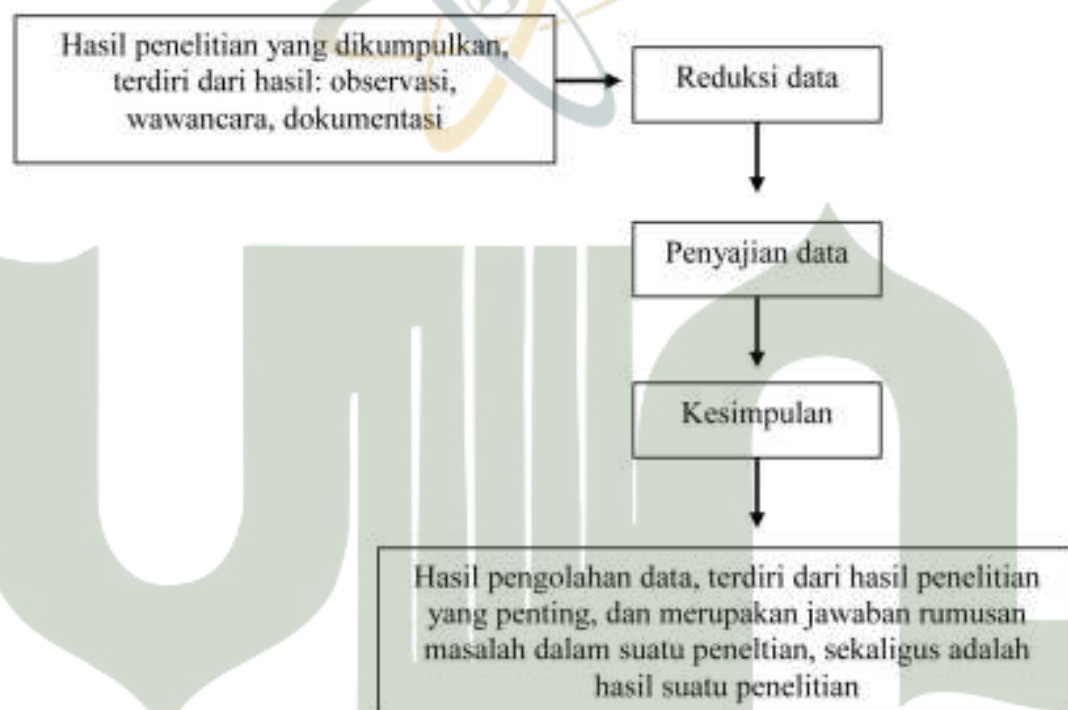 Hasil penelitian yang dikumpulkan,
terdiri dari hasil: observasi,
wawancara, dokumentasi
Reduksi data
Penyajian data
Kesimpulan
Hasil pengolahan data, terdiri dari hasil penelitian
yang penting, dan merupakan jawaban rumusan
masalah dalam suatu peneltian, sekaligus adalah
hasil suatu penelitian